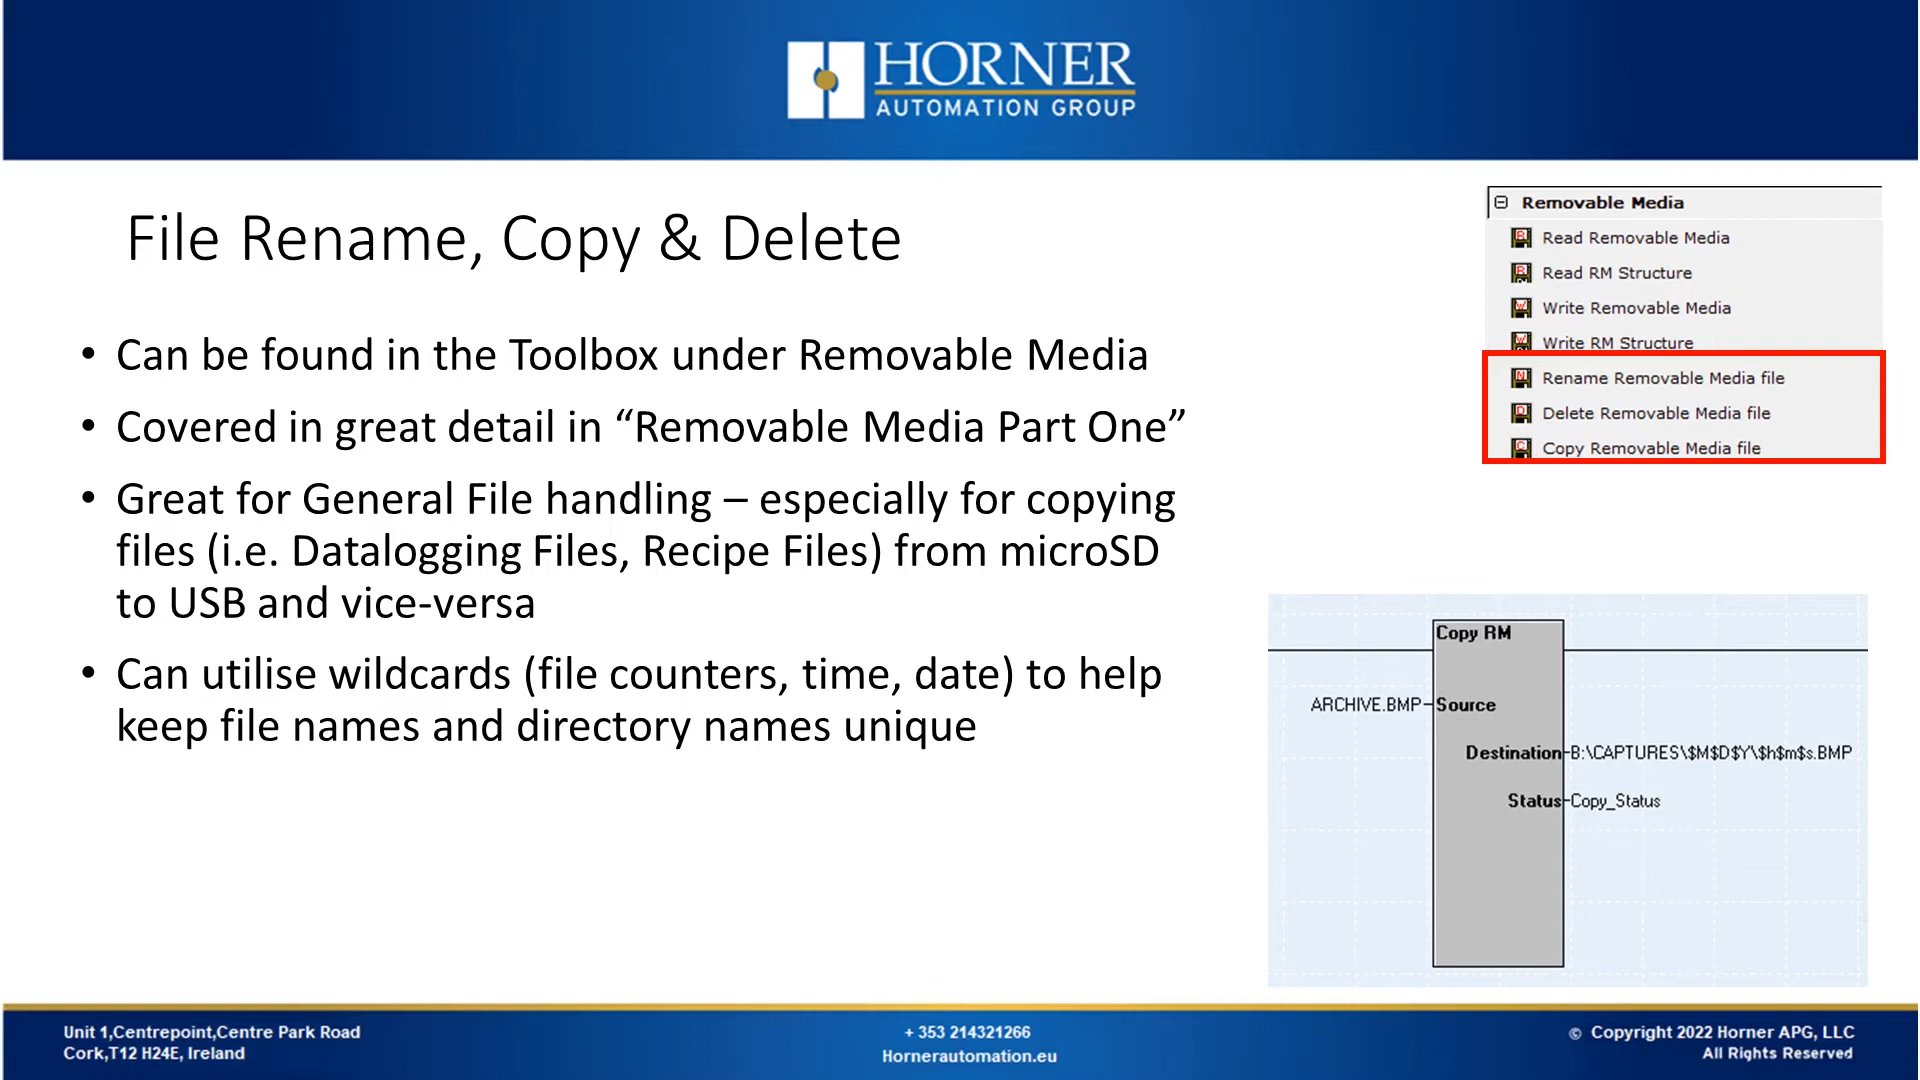 HORNER
AUTOMATION GROUP
File Rename, Copy & Delete
• Can be found in the Toolbox under Removable Media
• Covered in great detail in “Removable Media Part One”
• Great for General File handling – especially for copying
files (i.e. Datalogging Files, Recipe Files) from microSD
to USB and vice-versa
• Can utilise wildcards (file counters, time, date) to help
keep file names and directory names unique
Removable Media
Read Removable Media
Read RM Structure
Write Removable Media
Write RM Structure
Rename Removable Media file
Delete Removable Media file
Copy Removable Media file
Copy RM
ARCHIVE.BMP Source
Destination B:\CAPTURES\$M$D$Y\$h$m$s.BMP
Status Copy_Status
Unit 1,Centrepoint,Centre Park Road
Cork,T12 H24E, Ireland
+ 353 214321266
Hornerautomation.eu
© Copyright 2022 Horner APG, LLC
All Rights Reserved